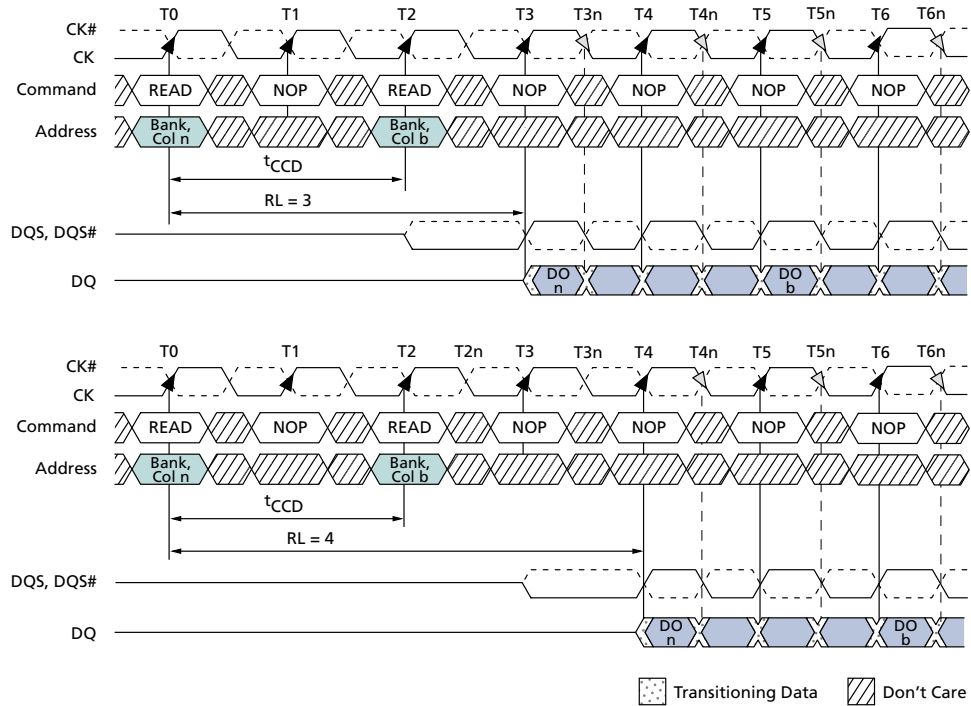 T0 T1 T2 T3 T3n T4 T4n T5 T5n T6 T6n
CK#
CK
Command READ NOP READ NOP NOP NOP NOP
Address Bank, Col n Bank, Col b
tCCD
RL = 3
DQS, DQS#
DQ DO n DO b
T0 T1 T2 T2n T3 T3n T4 T4n T5 T5n T6 T6n
CK#
CK
Command READ NOP READ NOP NOP NOP NOP
Address Bank, Col n Bank, Col b
tCCD
RL = 4
DQS, DQS#
DQ DO n DO b
Transitioning Data Don't Care